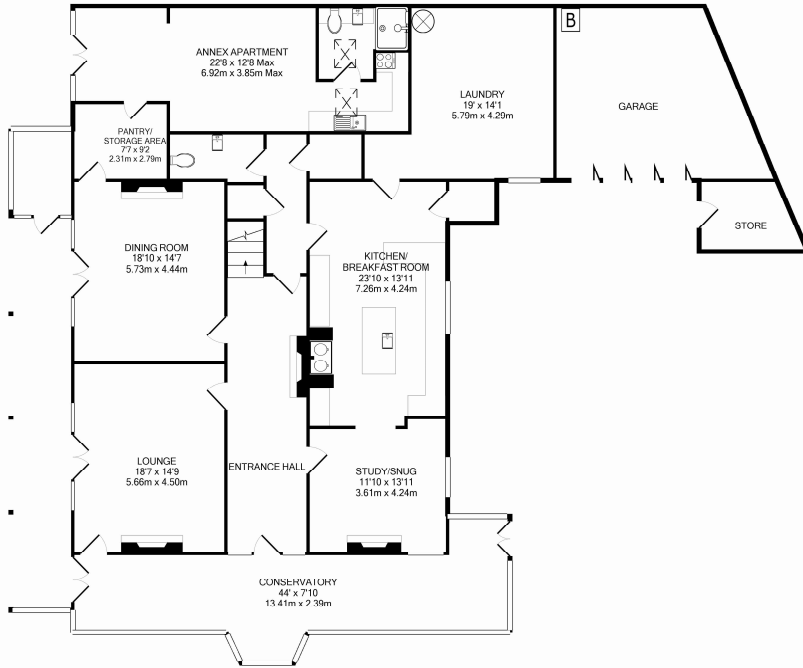 ANNEX APARTMENT
22'8 x 12'8 Max
6.92m x 3.85m Max
B
LAUNDRY
19' x 14'1
5.79m x 4.29m
GARAGE
PANTRY/
STORAGE AREA
7'7 x 9'2
2.31m x 2.79m
STORE
DINING ROOM
18'10 x 14'7
5.73m x 4.44m
KITCHEN/
BREAKFAST ROOM
23'10 x 13'11
7.26m x 4.24m
LOUNGE
18'7 x 14'9
5.66m x 4.50m
ENTRANCE HALL
STUDY/SNUG
11'10 x 13'11
3.61m x 4.24m
CONSERVATORY
44' x 7'10
13.41m x 2.39m